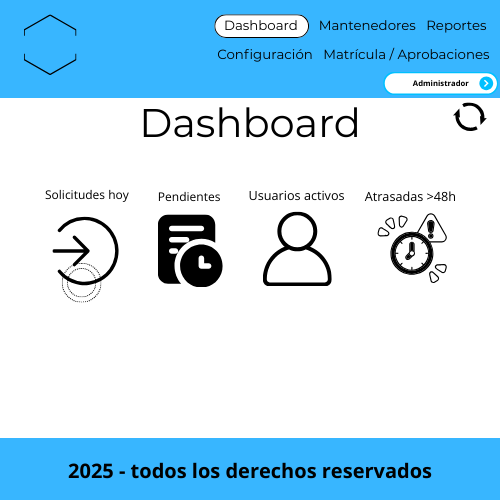 Dashboard Mantenedores Reportes
Configuración Matrícula / Aprobaciones
Administrador
Dashboard
Solicitudes hoy Pendientes Usuarios activos Atrasadas >48h
2025 - todos los derechos reservados